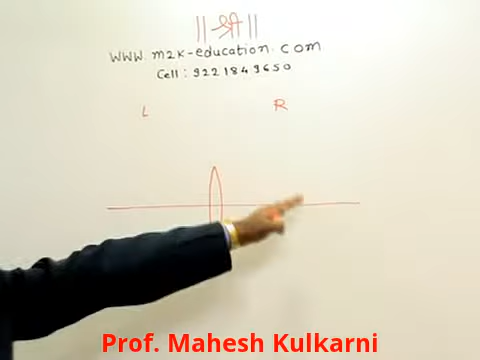 ||श्री||
www.m2k-education.com
Cell : 9221849650
L R
Prof. Mahesh Kulkarni